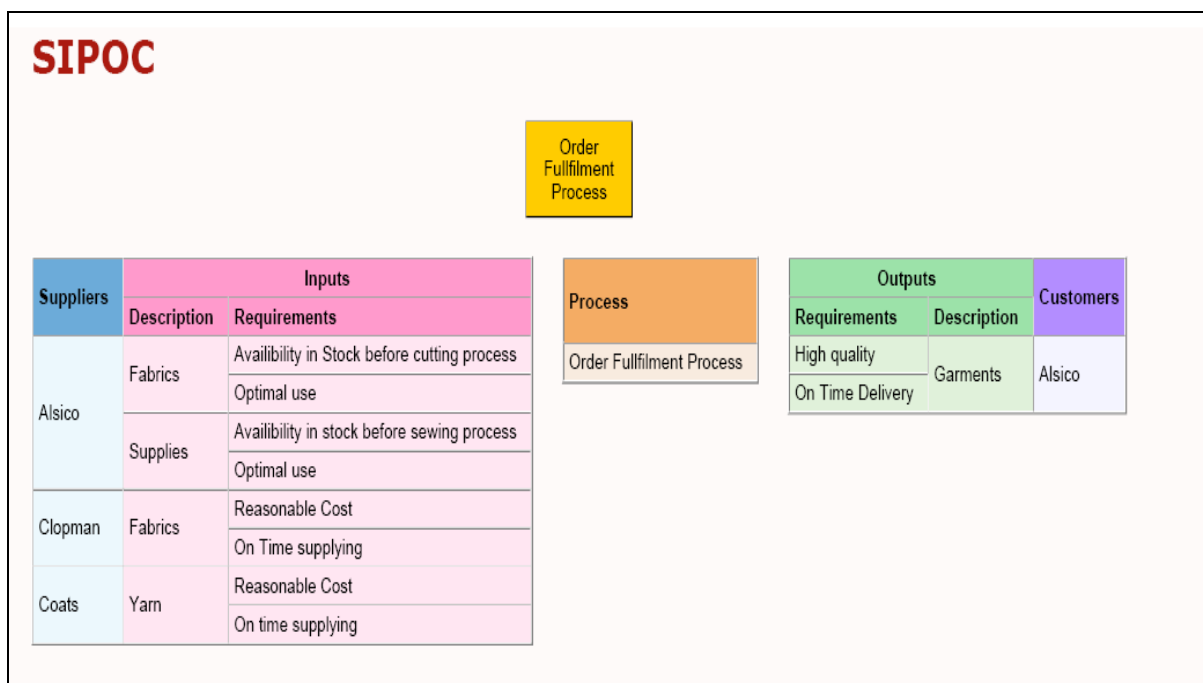 SIPOC
Order
Fullfilment
Process
Suppliers
Inputs
Description
Requirements
Alsico
Fabrics
Availibility in Stock before cutting process
Optimal use
Supplies
Availibility in stock before sewing process
Optimal use
Clopman
Fabrics
Reasonable Cost
On Time supplying
Coats
Yarn
Reasonable Cost
On time supplying
Process
Order Fullfilment Process
Outputs
Customers
Requirements
Description
High quality
On Time Delivery
Garments
Alsico